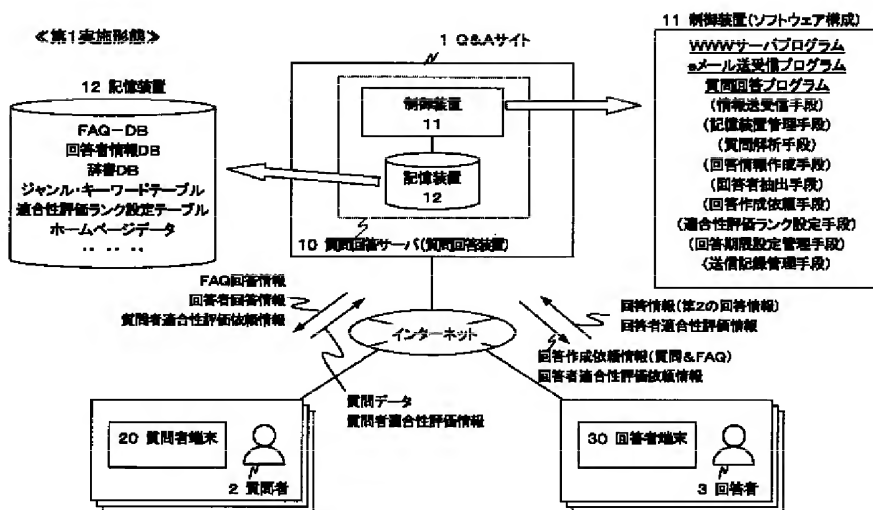 ≪第1実施形態≫
12 記憶装置
FAQ－DB
回答者情報DB
辞書DB
ジャンル・キーワードテーブル
適合性評価ランク設定テーブル
ホームページデータ
‥ ‥ ‥
1 Q&Aサイト
制御装置
11
記憶装置
12
10 質問回答サーバ(質問回答装置)
11 制御装置(ソフトウェア構成)
WWWサーバプログラム
eメール送受信プログラム
質問回答プログラム
(情報送受信手段)
(記憶装置管理手段)
(質問解析手段)
(回答情報作成手段)
(回答者抽出手段)
(回答作成依頼手段)
(適合性評価ランク設定手段)
(回答期限設定管理手段)
(送信記録管理手段)
FAQ回答情報
回答者回答情報
質問者適合性評価依頼情報
インターネット
回答情報(第2の回答情報)
回答者適合性評価情報
回答作成依頼情報(質問&FAQ)
回答者適合性評価依頼情報
質問データ
質問者適合性評価情報
20 質問者端末
2 質問者
30 回答者端末
3 回答者